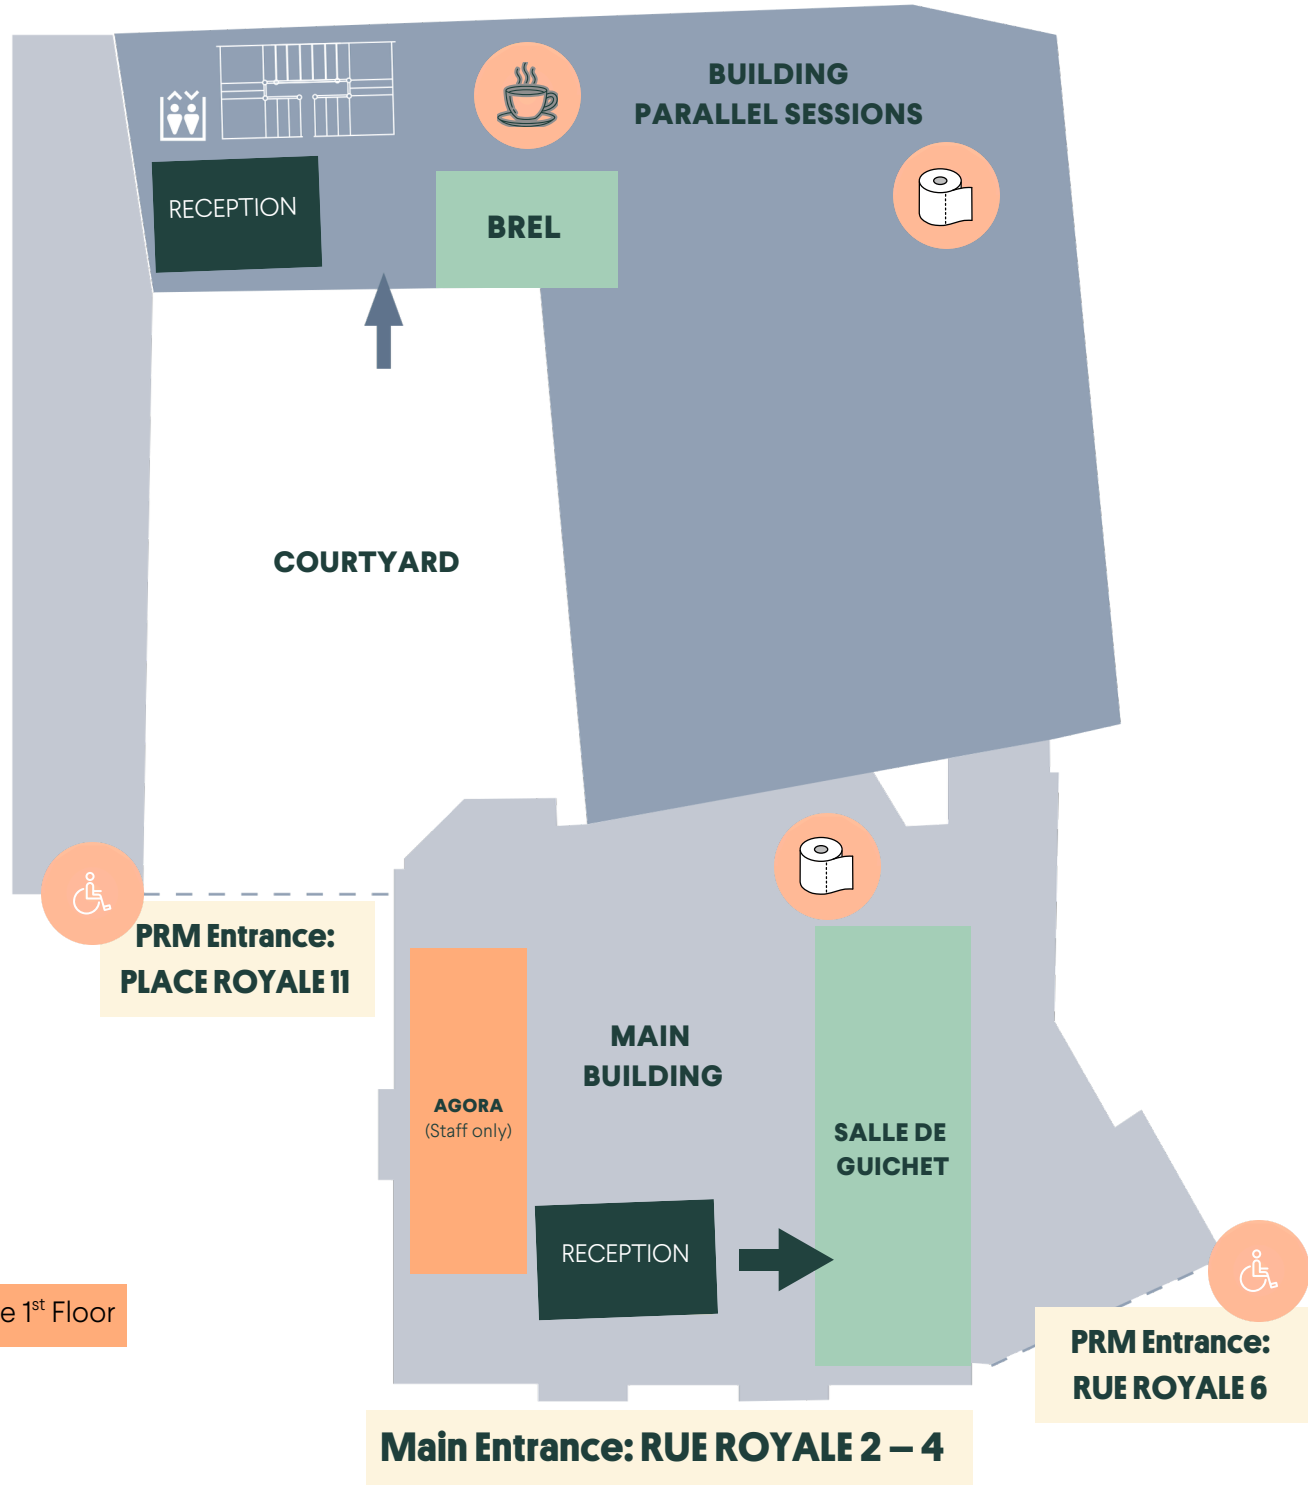 BUILDING
PARALLEL SESSIONS
RECEPTION
BREL
COURTYARD
PRM Entrance:
PLACE ROYALE 11
MAIN
BUILDING
AGORA
(Staff only)
SALLE DE
GUICHET
RECEPTION
e 1st Floor
PRM Entrance:
RUE ROYALE 6
Main Entrance: RUE ROYALE 2 – 4